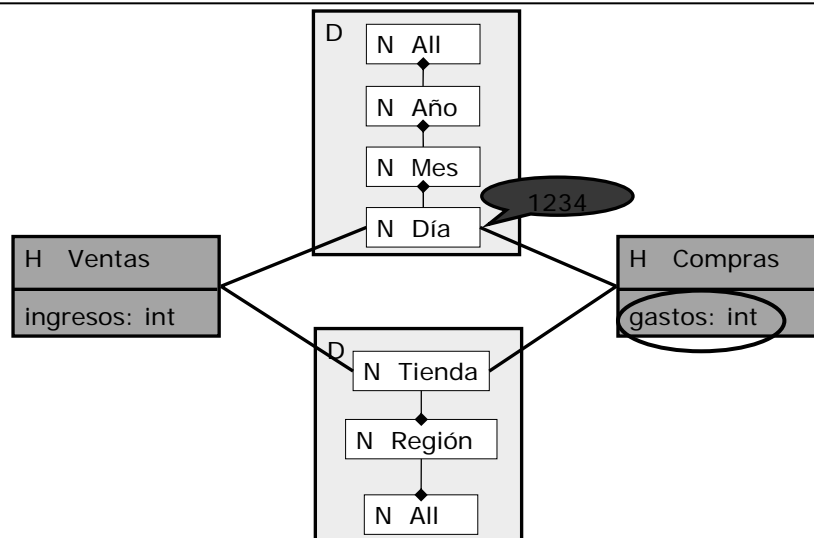 D
N All
N Año
N Mes
1234
N Día
H Ventas
ingresos: int
H Compras
gastos: int
D
N Tienda
N Región
N All